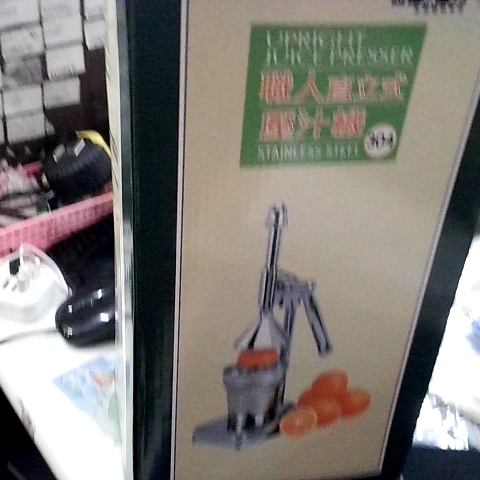 UPRIGHT
JUICE PRESSER
職人直立式
壓汁機
304
STAINLESS STEEL